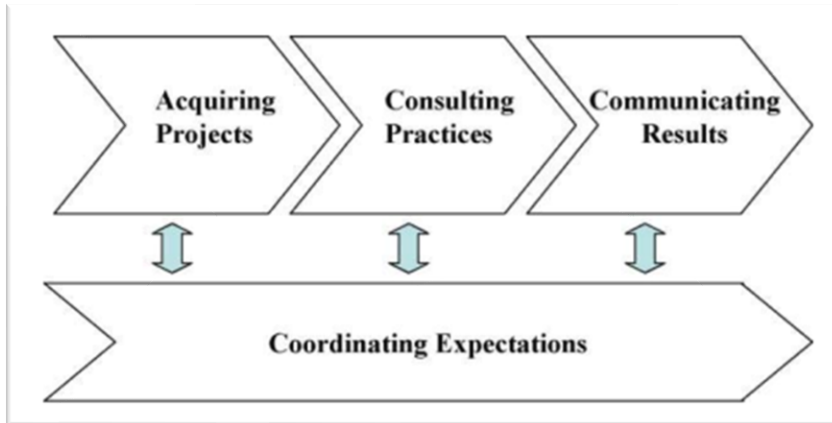 Acquiring
Projects
Consulting
Practices
Communicating
Results
Coordinating Expectations